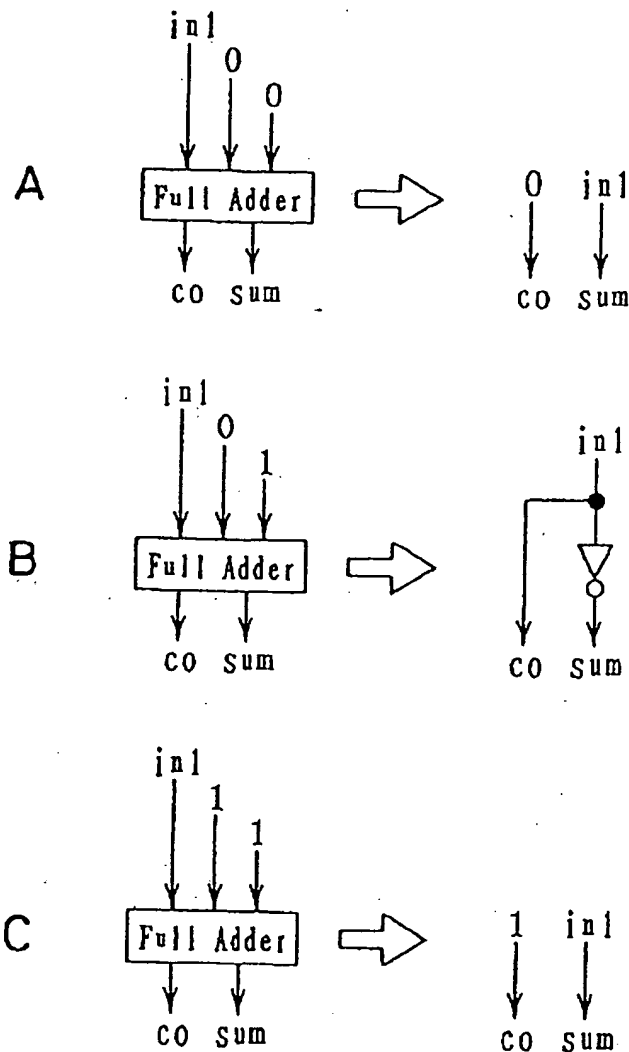 in1
0
0
A
Full Adder
0 in1
co sum
co sum
in1
0
1
in1
B
Full Adder
co sum
co sum
in1
1
1
C
Full Adder
1 in1
co sum
co sum